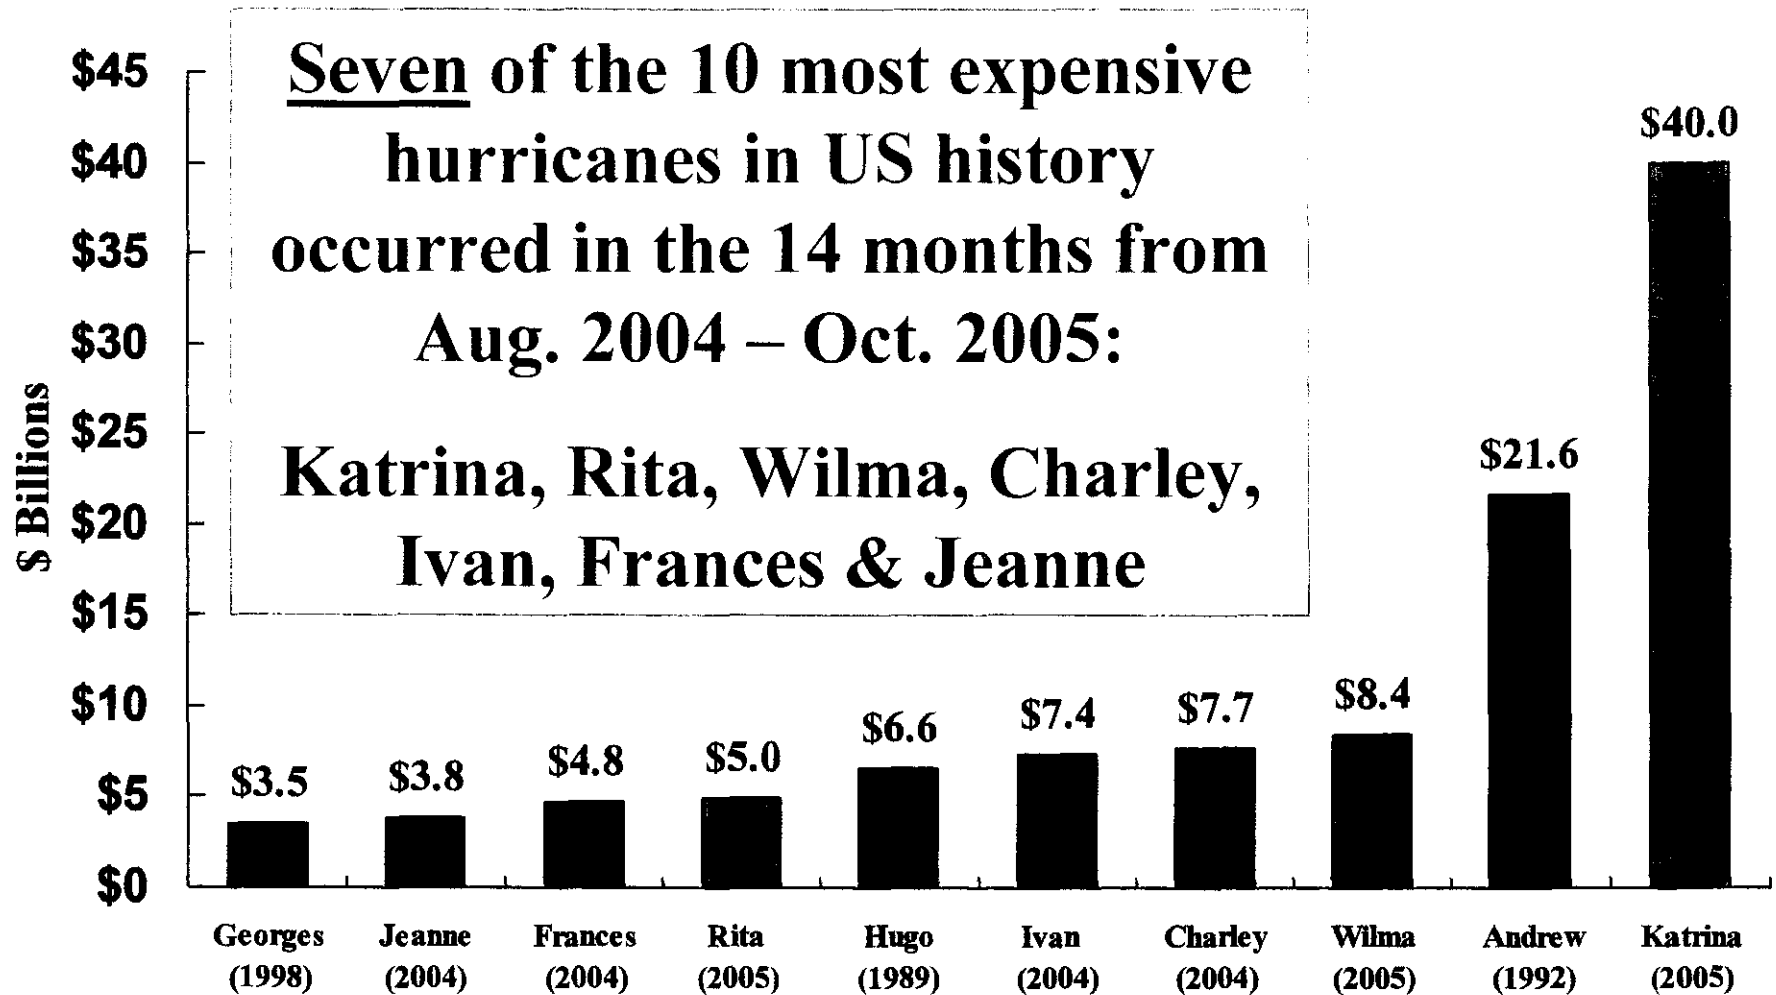 Seven of the 10 most expensive
hurricanes in US history
occurred in the 14 months from
Aug. 2004 – Oct. 2005:
Katrina, Rita, Wilma, Charley,
Ivan, Frances & Jeanne
$ Billions
$45
$40
$35
$30
$25
$20
$15
$10
$5
$0
$3.5
$3.8
$4.8
$5.0
$6.6
$7.4
$7.7
$8.4
$21.6
$40.0
Georges
(1998)
Jeanne
(2004)
Frances
(2004)
Rita
(2005)
Hugo
(1989)
Ivan
(2004)
Charley
(2004)
Wilma
(2005)
Andrew
(1992)
Katrina
(2005)